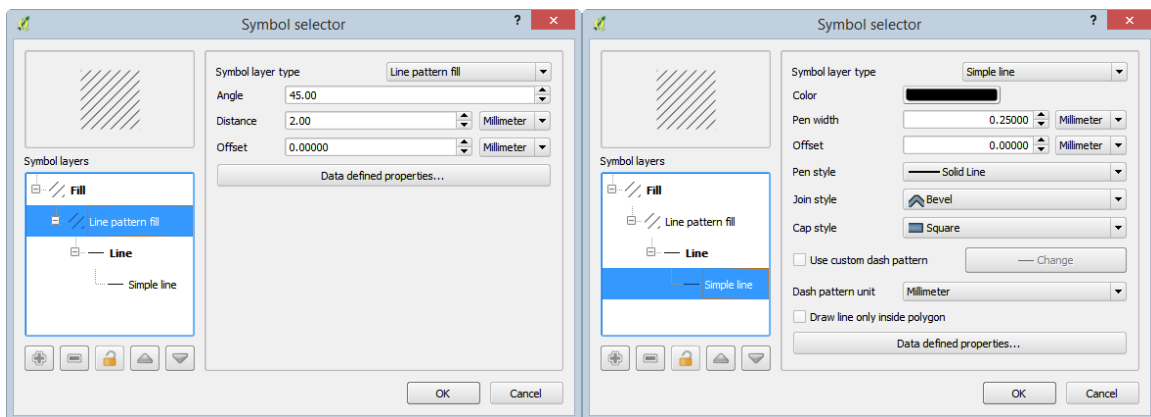 Symbol selector
?
Symbol layer type
Line pattern fill
Angle
45.00
Distance
2.00
Millimeter
Offset
0.00000
Millimeter
Data defined properties...
Symbol layers
Fill
Line pattern fill
Line
Simple line
OK
Cancel
Symbol selector
?
Symbol layer type
Simple line
Color
Pen width
0.25000
Millimeter
Offset
0.00000
Millimeter
Pen style
Solid Line
Join style
Bevel
Cap style
Square
Use custom dash pattern
Change
Dash pattern unit
Millimeter
Draw line only inside polygon
Data defined properties...
Symbol layers
Fill
Line pattern fill
Line
Simple line
OK
Cancel